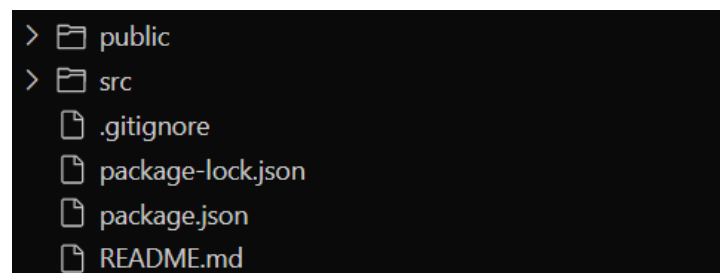 public
src
.gitignore
package-lock.json
package.json
README.md